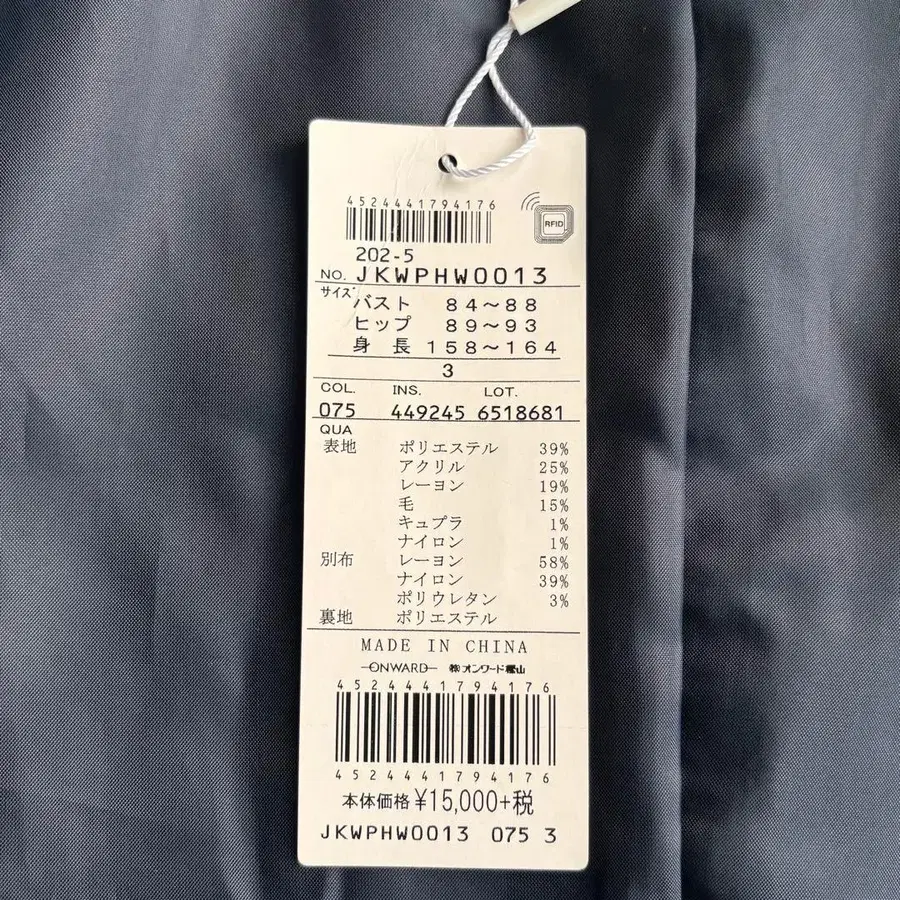 4524441794176
RFID
202-5
NO. JKWPHW0013
サイズ バスト 84〜88
ヒップ 89〜93
身長 158〜164
3
COL. INS. LOT.
075 449245 6518681
QUA
表地 ポリエステル 39%
アクリル 25%
レーヨン 19%
毛 15%
キュプラ 1%
ナイロン 1%
別布 レーヨン 58%
ナイロン 39%
ポリウレタン 3%
裏地 ポリエステル
MADE IN CHINA
ONWARD ㈱オンワード樫山
4524441794176
4524441794176
本体価格 ¥15,000+税
JKWPHW0013 075 3